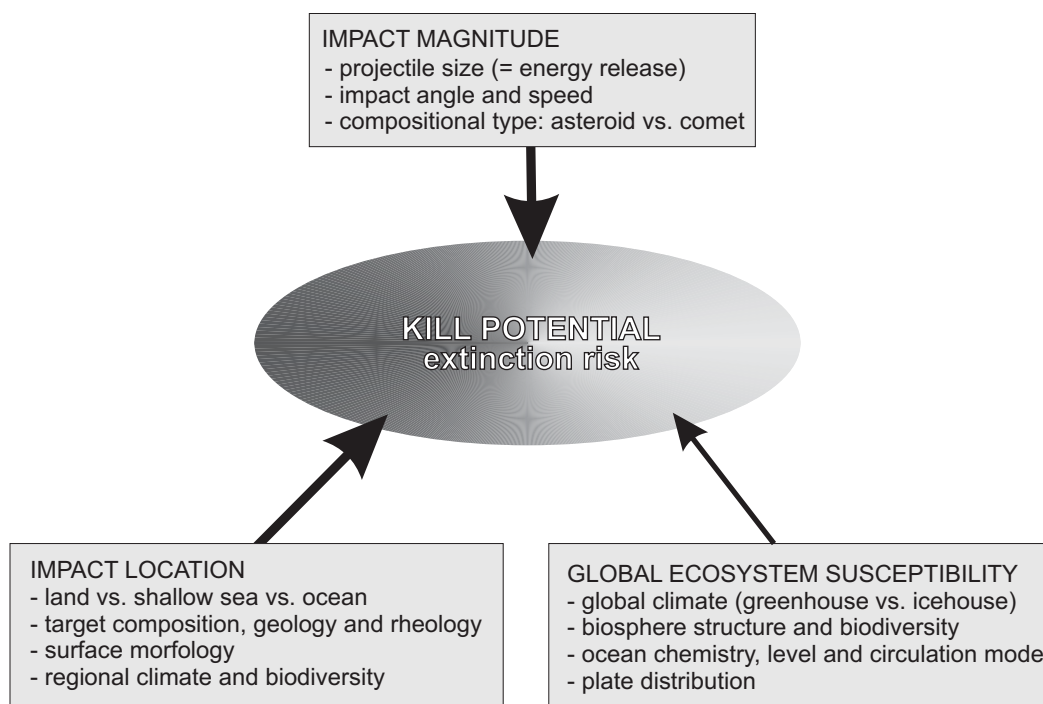 IMPACT MAGNITUDE
- projectile size (= energy release)
- impact angle and speed
- compositional type: asteroid vs. comet
KILL POTENTIAL
extinction risk
IMPACT LOCATION
- land vs. shallow sea vs. ocean
- target composition, geology and rheology
- surface morfology
- regional climate and biodiversity
GLOBAL ECOSYSTEM SUSCEPTIBILITY
- global climate (greenhouse vs. icehouse)
- biosphere structure and biodiversity
- ocean chemistry, level and circulation mode
- plate distribution